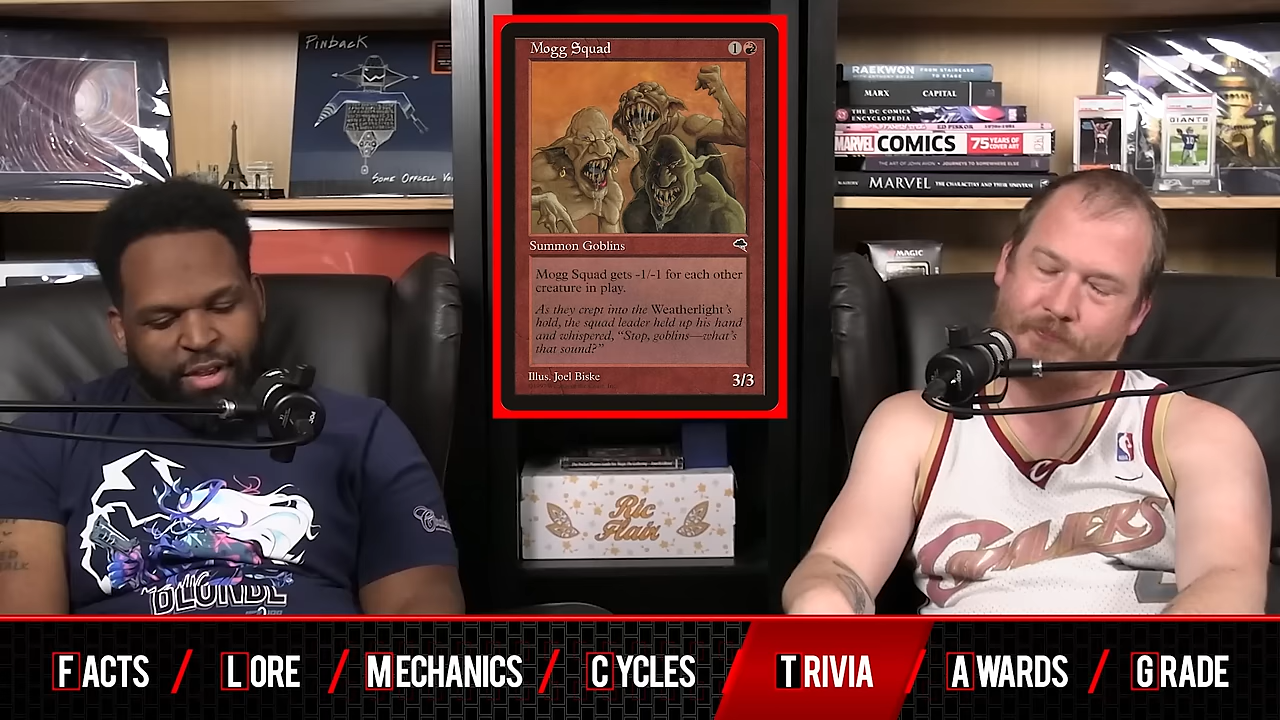 Pinback
Some Offcell Vo
Mogg Squad
1
Summon Goblins
Mogg Squad gets -1/-1 for each other
creature in play.
As they crept into the Weatherlight's
hold, the squad leader held up his hand
and whispered, "Stop, goblins—what's
that sound?"
Illus. Joel Biske
3/3
RAEKWON FROM STAIRCASE TO STAGE
MARX CAPITAL
THE DC COMICS
ENCYCLOPEDIA
ED PISKOR
MARVEL COMICS 75 YEARS OF COVER ART
MARVEL THE CHARACTERS AND THEIR UNIVERSE
GIANTS
MAGIC
Ric
Flair
BLONDE
CAVALIERS
FACTS / LORE / MECHANICS / CYCLES / TRIVIA / AWARDS / GRADE